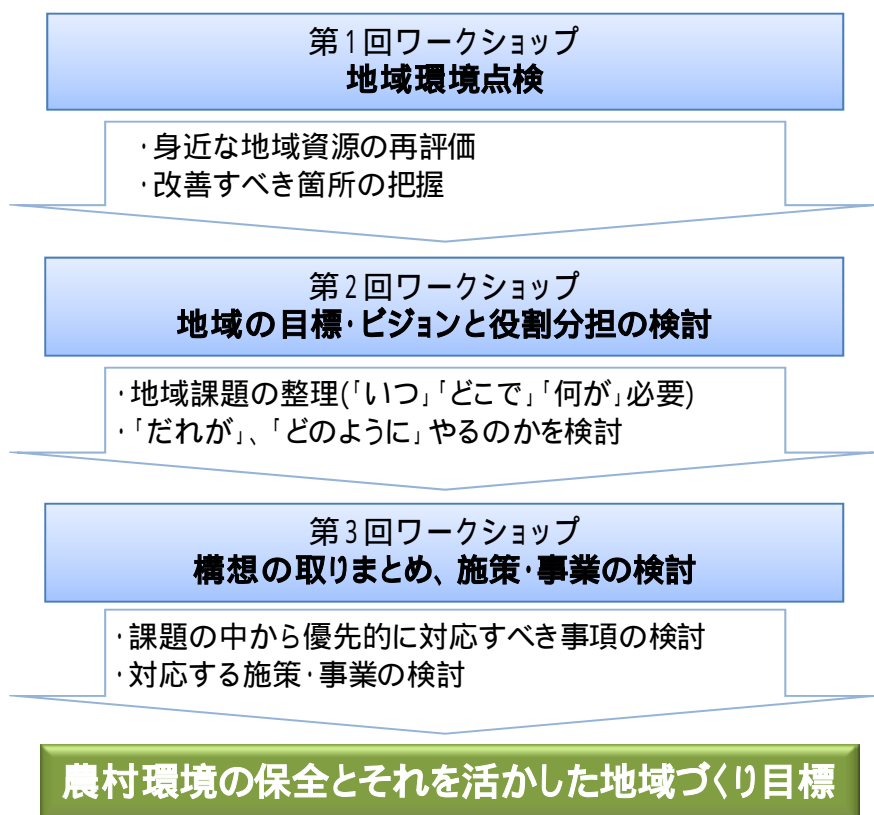 第1回ワークショップ
地域環境点検
・身近な地域資源の再評価
・改善すべき箇所の把握
第2回ワークショップ
地域の目標・ビジョンと役割分担の検討
・地域課題の整理(「いつ」「どこで」「何が」必要)
・「だれが」、「どのように」やるのかを検討
第3回ワークショップ
構想の取りまとめ、施策・事業の検討
・課題の中から優先的に対応すべき事項の検討
・対応する施策・事業の検討
農村環境の保全とそれを活かした地域づくり目標